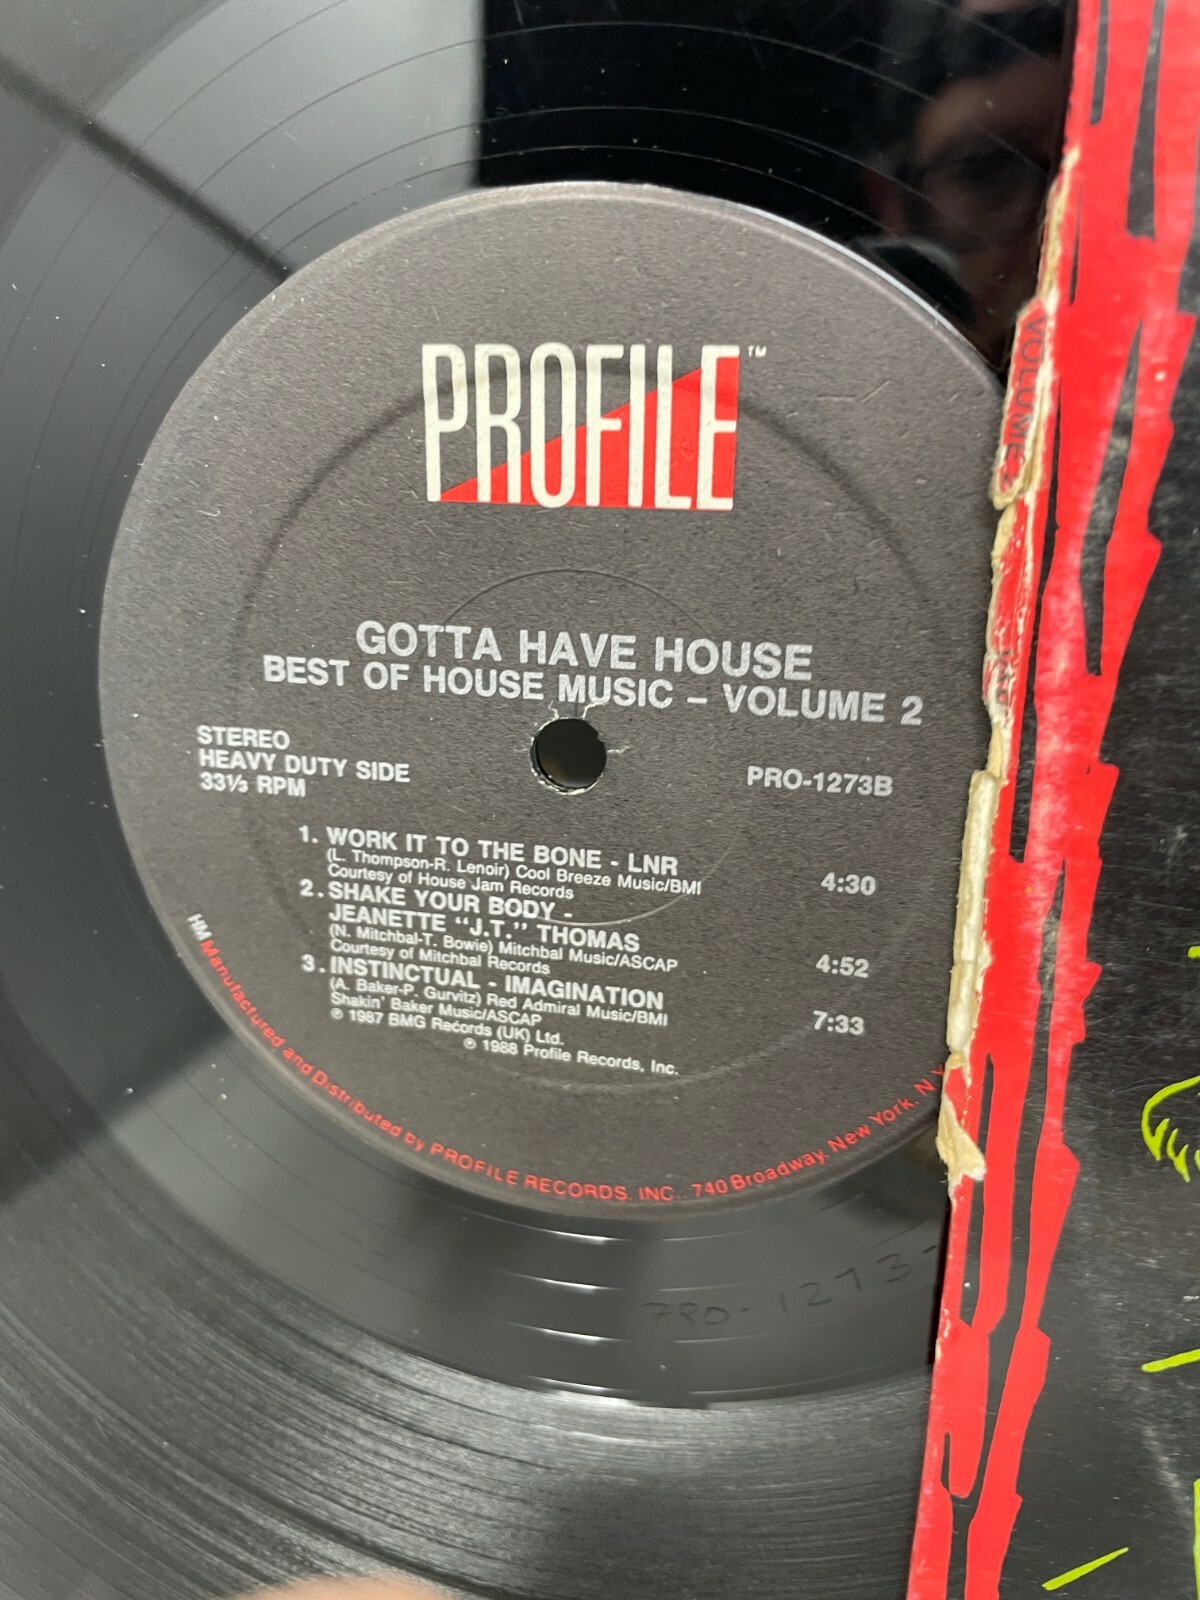 PROFILE™
GOTTA HAVE HOUSE
BEST OF HOUSE MUSIC – VOLUME 2
STEREO
HEAVY DUTY SIDE
33⅓ RPM
PRO-1273B
1. WORK IT TO THE BONE - LNR
(L. Thompson-R. Lenoir) Cool Breeze Music/BMI
Courtesy of House Jam Records
4:30
2. SHAKE YOUR BODY -
JEANETTE "J.T." THOMAS
(N. Mitchbal-T. Bowie) Mitchbal Music/ASCAP
Courtesy of Mitchbal Records
4:52
3. INSTINCTUAL - IMAGINATION
(A. Baker-P. Gurvitz) Red Admiral Music/BMI
Shakin' Baker Music/ASCAP
7:33
℗ 1987 BMG Records (UK) Ltd.
℗ 1988 Profile Records, Inc.
HM Manufactured and Distributed by PROFILE RECORDS, INC., 740 Broadway, New York, N.Y
PRO-1273-
VOLUME 2